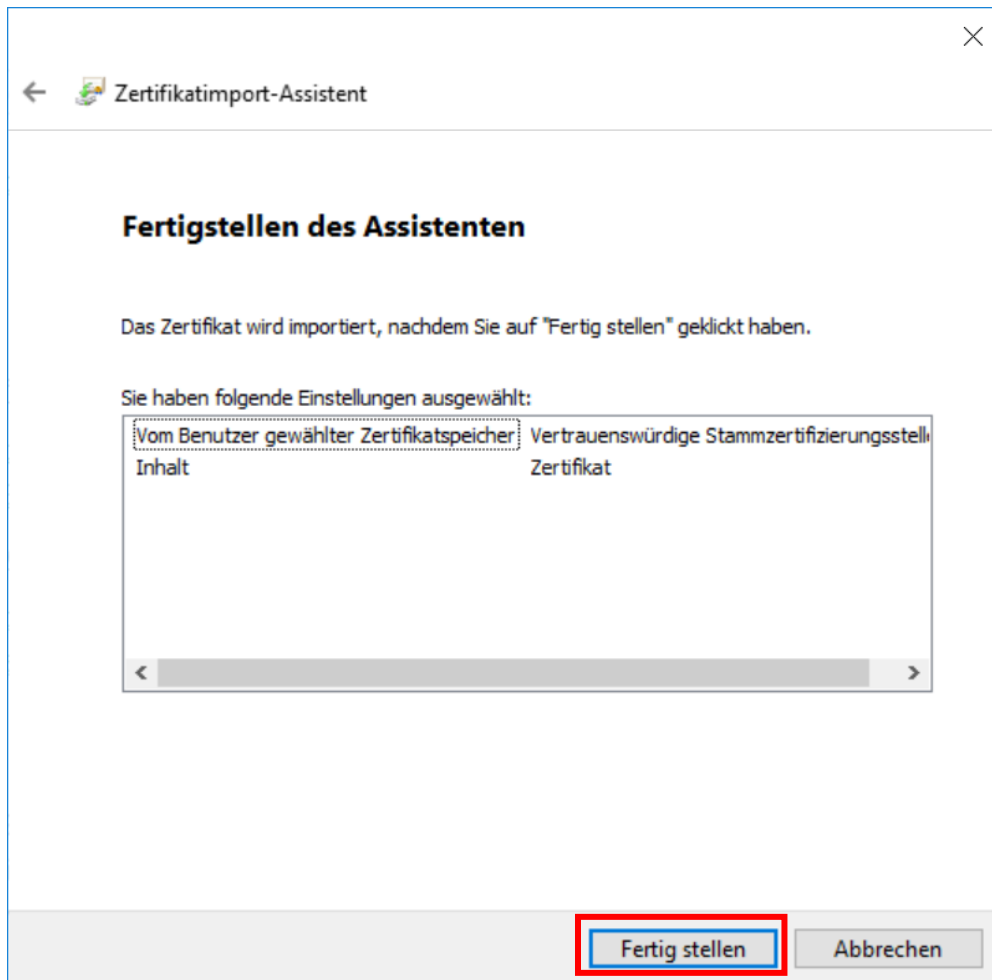 Zertifikatimport-Assistent
Fertigstellen des Assistenten
Das Zertifikat wird importiert, nachdem Sie auf "Fertig stellen" geklickt haben.
Sie haben folgende Einstellungen ausgewählt:
Vom Benutzer gewählter Zertifikatspeicher Vertrauenswürdige
Inhalt Zertifikat
Fertig stellen Abbrechen